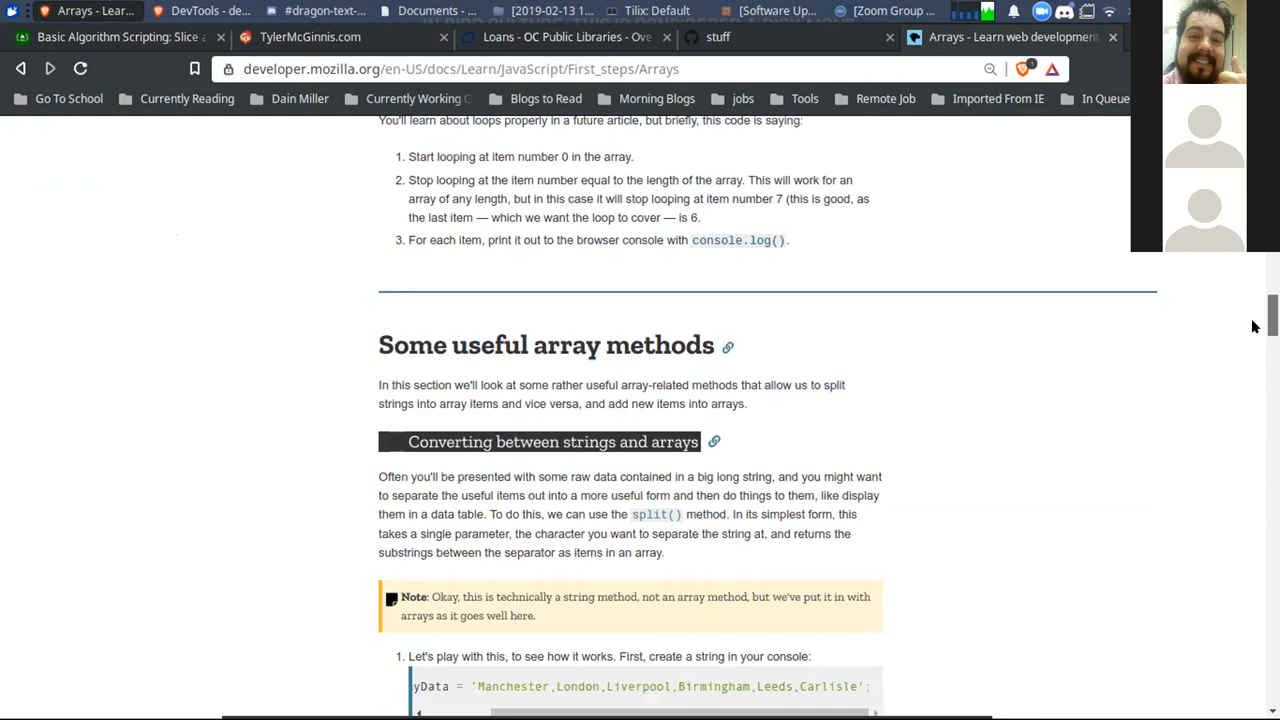 Arrays - Lear...
DevTools - de...
#dragon-text-...
Documents - ...
[2019-02-13 1...
Tilix: Default
[Software Up...
[Zoom Group ...
Basic Algorithm Scripting: Slice a
TylerMcGinnis.com
Loans - OC Public Libraries - Ove
stuff
Arrays - Learn web development
developer.mozilla.org/en-US/docs/Learn/JavaScript/First_steps/Arrays
1
Go To School
Currently Reading
Dain Miller
Currently Working O
Blogs to Read
Morning Blogs
jobs
Tools
Remote Job
Imported From IE
In Queue
You'll learn about loops properly in a future article, but briefly, this code is saying:
1. Start looping at item number 0 in the array.
2. Stop looping at the item number equal to the length of the array. This will work for an
array of any length, but in this case it will stop looping at item number 7 (this is good, as
the last item — which we want the loop to cover — is 6.
3. For each item, print it out to the browser console with console.log().
Some useful array methods
In this section we'll look at some rather useful array-related methods that allow us to split
strings into array items and vice versa, and add new items into arrays.
Converting between strings and arrays
Often you'll be presented with some raw data contained in a big long string, and you might want
to separate the useful items out into a more useful form and then do things to them, like display
them in a data table. To do this, we can use the split() method. In its simplest form, this
takes a single parameter, the character you want to separate the string at, and returns the
substrings between the separator as items in an array.
Note: Okay, this is technically a string method, not an array method, but we've put it in with
arrays as it goes well here.
1. Let's play with this, to see how it works. First, create a string in your console:
yData = 'Manchester,London,Liverpool,Birmingham,Leeds,Carlisle';